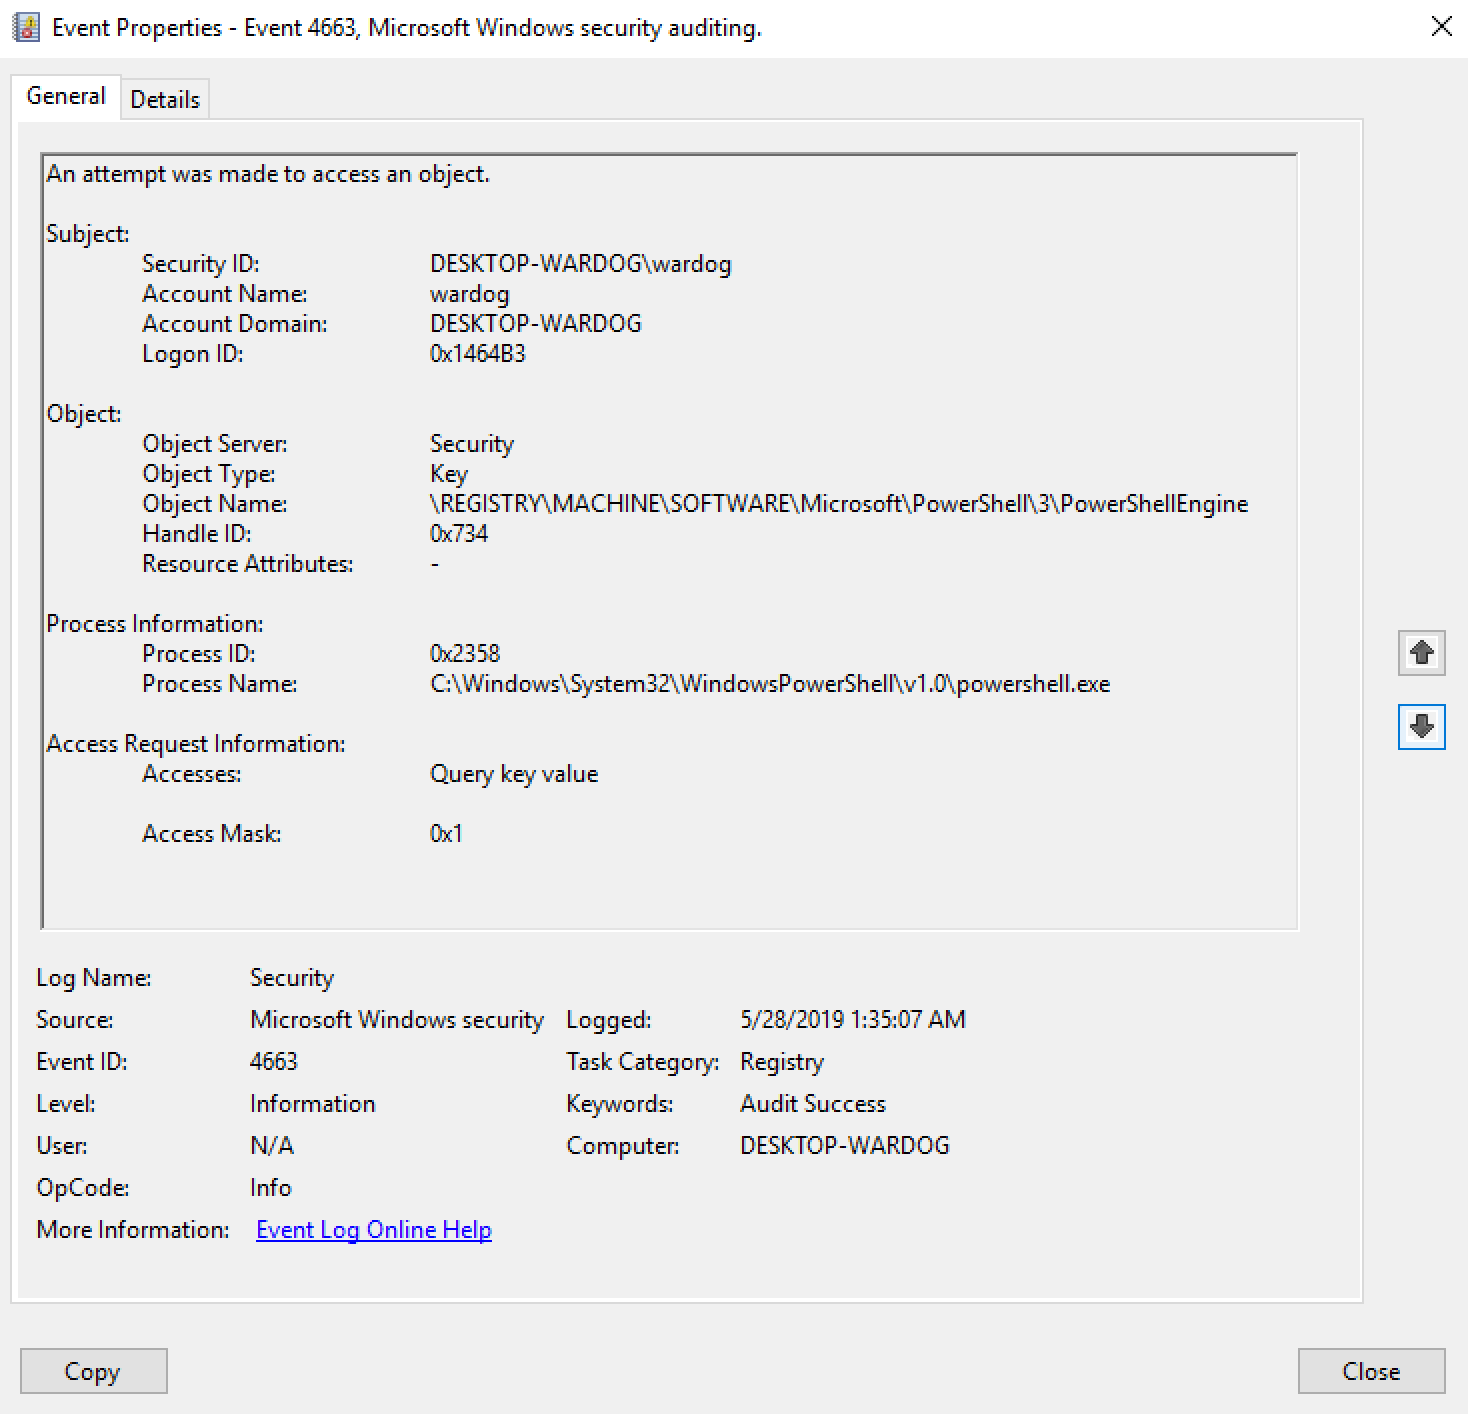 Event Properties - Event 4663, Microsoft Windows security auditing.
General Details
An attempt was made to access an object.
Subject:
Security ID: DESKTOP-WARDOG\wardog
Account Name: wardog
Account Domain: DESKTOP-WARDOG
Logon ID: 0x1464B3
Object:
Object Server: Security
Object Type: Key
Object Name: \REGISTRY\MACHINE\SOFTWARE\Microsoft\PowerShell\3\PowerShellEngine
Handle ID: 0x734
Resource Attributes: -
Process Information:
Process ID: 0x2358
Process Name: C:\Windows\System32\WindowsPowerShell\v1.0\powershell.exe
Access Request Information:
Accesses: Query key value
Access Mask: 0x1
Log Name: Security
Source: Microsoft Windows security Logged: 5/28/2019 1:35:07 AM
Event ID: 4663 Task Category: Registry
Level: Information Keywords: Audit Success
User: N/A Computer: DESKTOP-WARDOG
OpCode: Info
More Information: Event Log Online Help
Copy Close